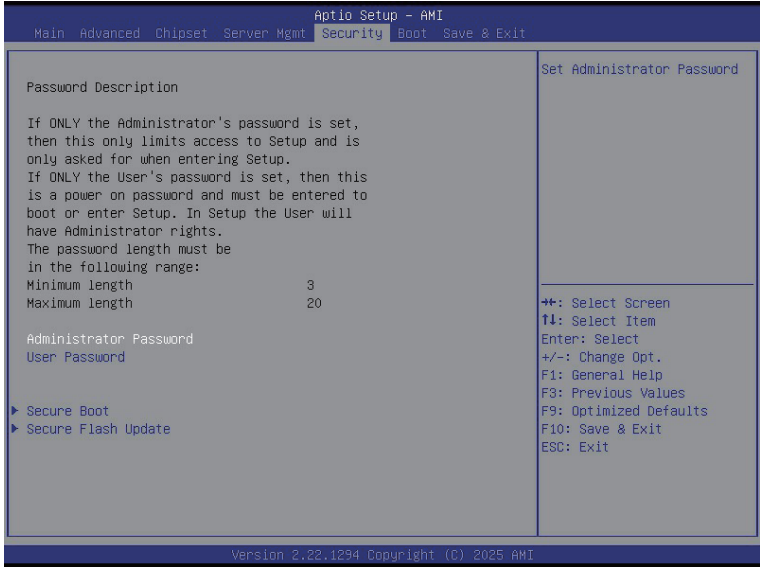 Aptio Setup – AMI
Main Advanced Chipset Server Mgmt Security Boot Save & Exit
Password Description
If ONLY the Administrator's password is set,
then this only limits access to Setup and is
only asked for when entering Setup.
If ONLY the User's password is set, then this
is a power on password and must be entered to
boot or enter Setup. In Setup the User will
have Administrator rights.
The password length must be
in the following range:
Minimum length 3
Maximum length 20
Administrator Password
User Password
Secure Boot
Secure Flash Update
Set Administrator Password
→←: Select Screen
↑↓: Select Item
Enter: Select
+/-: Change Opt.
F1: General Help
F3: Previous Values
F9: Optimized Defaults
F10: Save & Exit
ESC: Exit
Version 2.22.1294 Copyright (C) 2025 AMI